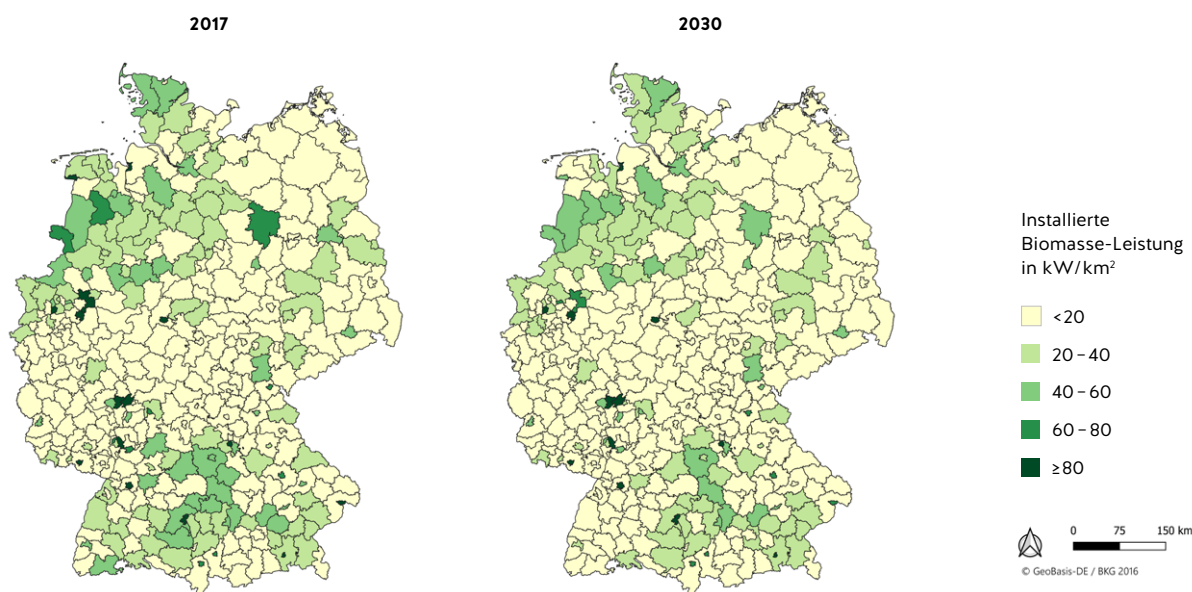 2017
2030
Installierte
Biomasse-Leistung
in kW/km²
<20
20–40
40–60
60–80
≥80
0 75 150 km
© GeoBasis-DE / BKG 2016